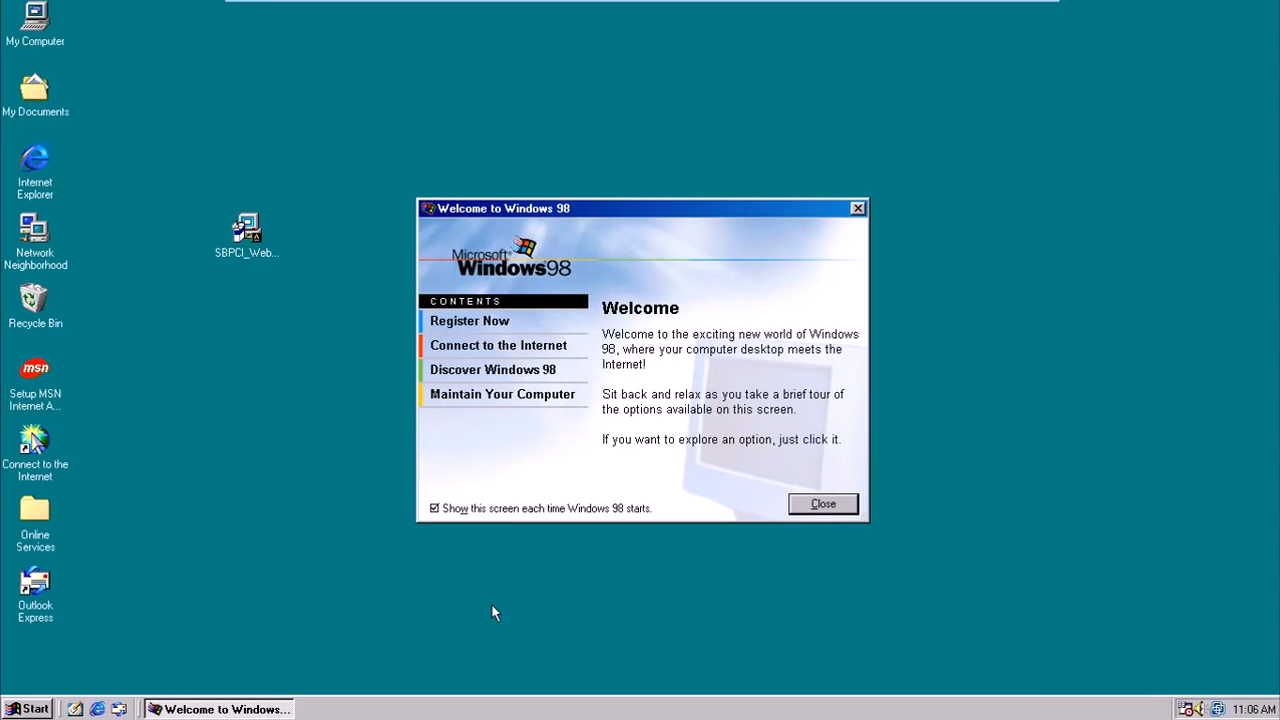 My Computer
My Documents
Internet
Explorer
Network
Neighborhood
Recycle Bin
msn
Setup MSN
Internet A...
Connect to the
Internet
Online
Services
Outlook
Express
SBPCI_Web...
Welcome to Windows 98
Microsoft
Windows98
CONTENTS
Register Now
Connect to the Internet
Discover Windows 98
Maintain Your Computer
Welcome
Welcome to the exciting new world of Windows
98, where your computer desktop meets the
Internet!
Sit back and relax as you take a brief tour of
the options available on this screen.
If you want to explore an option, just click it.
Show this screen each time Windows 98 starts.
Close
Start
Welcome to Windows...
11:06 AM